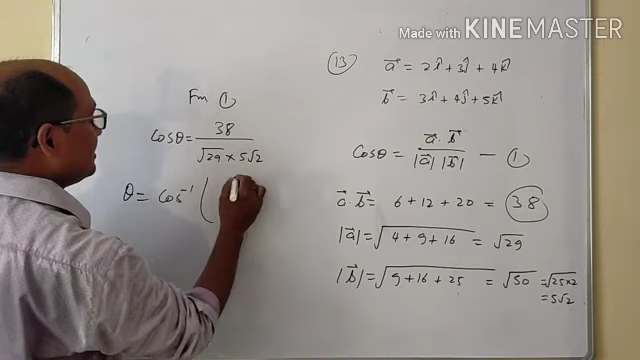 Made with KINEMASTER
(13) a⃗ = 2î + 3ĵ + 4k̂
b⃗ = 3î + 4ĵ + 5k̂
Cosθ = a⃗ . b⃗ / |a⃗| |b⃗| — (1)
a⃗ . b⃗ = 6 + 12 + 20 = 38
|a⃗| = √4 + 9 + 16 = √29
|b⃗| = √9 + 16 + 25 = √50 = √25×2
= 5√2
Fm (1)
Cosθ = 38 / √29 × 5√2
θ = Cos⁻¹ (